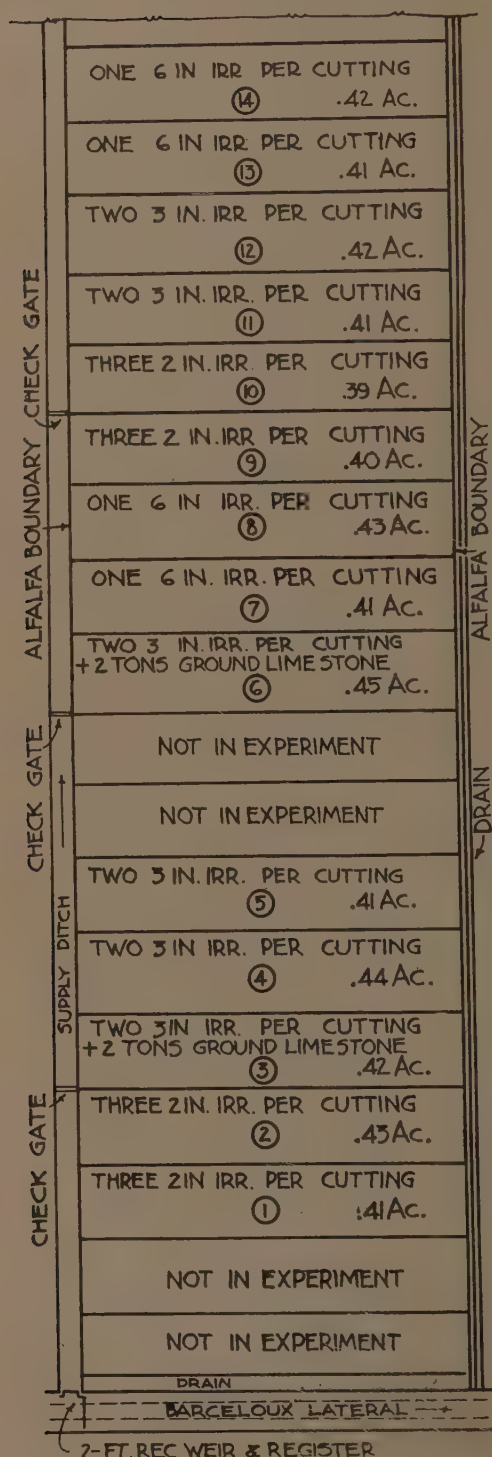 ONE 6 IN IRR PER CUTTING
14 .42 AC.
ONE 6 IN IRR PER CUTTING
13 .41 AC.
TWO 3 IN. IRR PER CUTTING
12 .42 AC.
TWO 3 IN. IRR. PER CUTTING
11 .41 AC.
THREE 2 IN. IRR. PER CUTTING
10 .39 AC.
THREE 2 IN. IRR PER CUTTING
9 .40 AC.
ONE 6 IN IRR. PER CUTTING
8 .43 AC.
ONE 6 IN. IRR. PER CUTTING
7 .41 AC.
TWO 3 IN. IRR. PER CUTTING
+ 2 TONS GROUND LIMESTONE
6 .45 AC.
NOT IN EXPERIMENT
NOT IN EXPERIMENT
TWO 3 IN. IRR. PER CUTTING
5 .41 AC.
TWO 3 IN IRR. PER CUTTING
4 .44 AC.
TWO 3 IN IRR. PER CUTTING
+ 2 TONS GROUND LIMESTONE
3 .42 AC.
THREE 2 IN. IRR. PER CUTTING
2 .43 AC.
THREE 2 IN IRR. PER CUTTING
1 .41 AC.
NOT IN EXPERIMENT
NOT IN EXPERIMENT
DRAIN
BARCELOUX LATERAL
2-FT. REC WEIR & REGISTER
CHECK GATE
ALFALFA BOUNDARY
CHECK GATE
SUPPLY DITCH
CHECK GATE
ALFALFA BOUNDARY
DRAIN